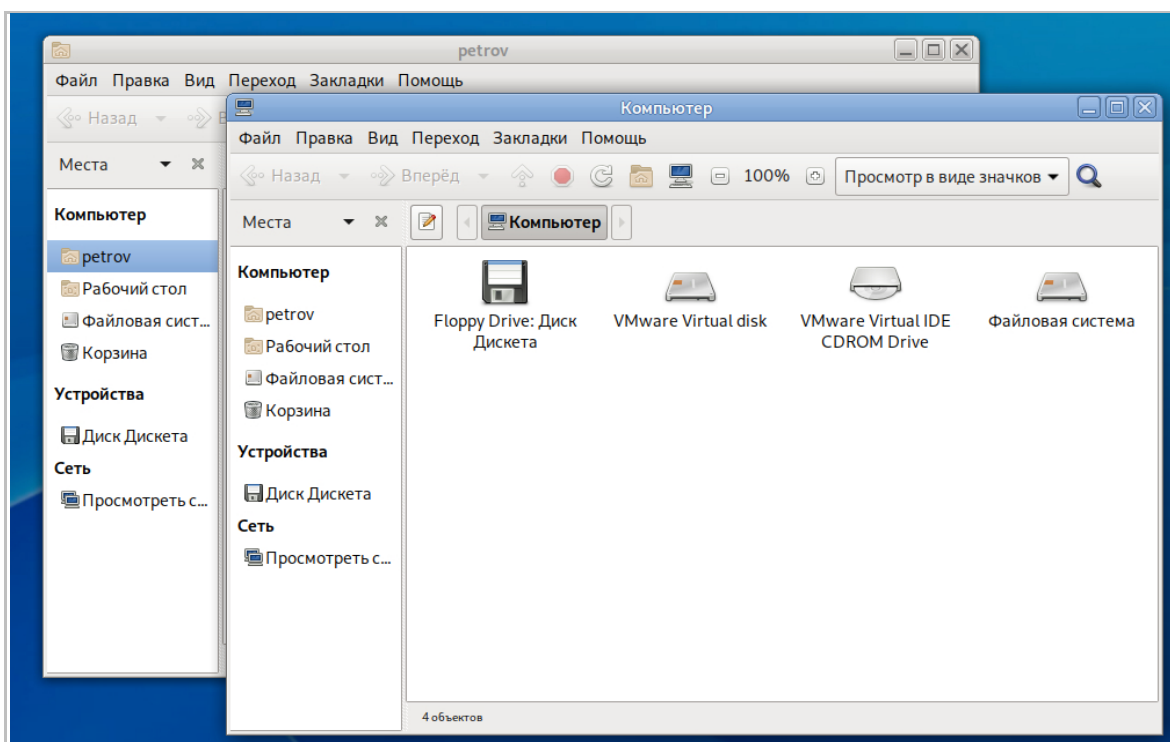 petrov
Файл Правка Вид Переход Закладки Помощь
Назад
Места
Компьютер
petrov
Рабочий стол
Файловая сист...
Корзина
Устройства
Диск Дискета
Сеть
Просмотреть с...
Компьютер
Файл Правка Вид Переход Закладки Помощь
Назад Вперёд 100% Просмотр в виде значков
Места Компьютер
Компьютер
petrov
Рабочий стол
Файловая сист...
Корзина
Устройства
Диск Дискета
Сеть
Просмотреть с...
Floppy Drive: Диск
Дискета
VMware Virtual disk
VMware Virtual IDE
CDROM Drive
Файловая система
4 объектов